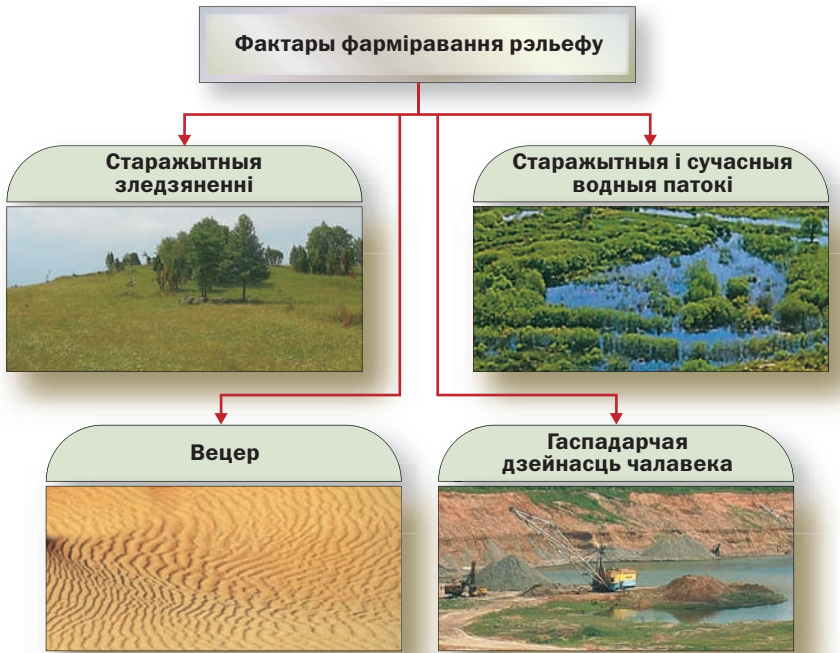 Фактары фарміравання рэльефу
Старажытныя
зледзяненні
Старажытныя і сучасныя
водныя патокі
Вецер
Гаспадарчая
дзейнасць чалавека